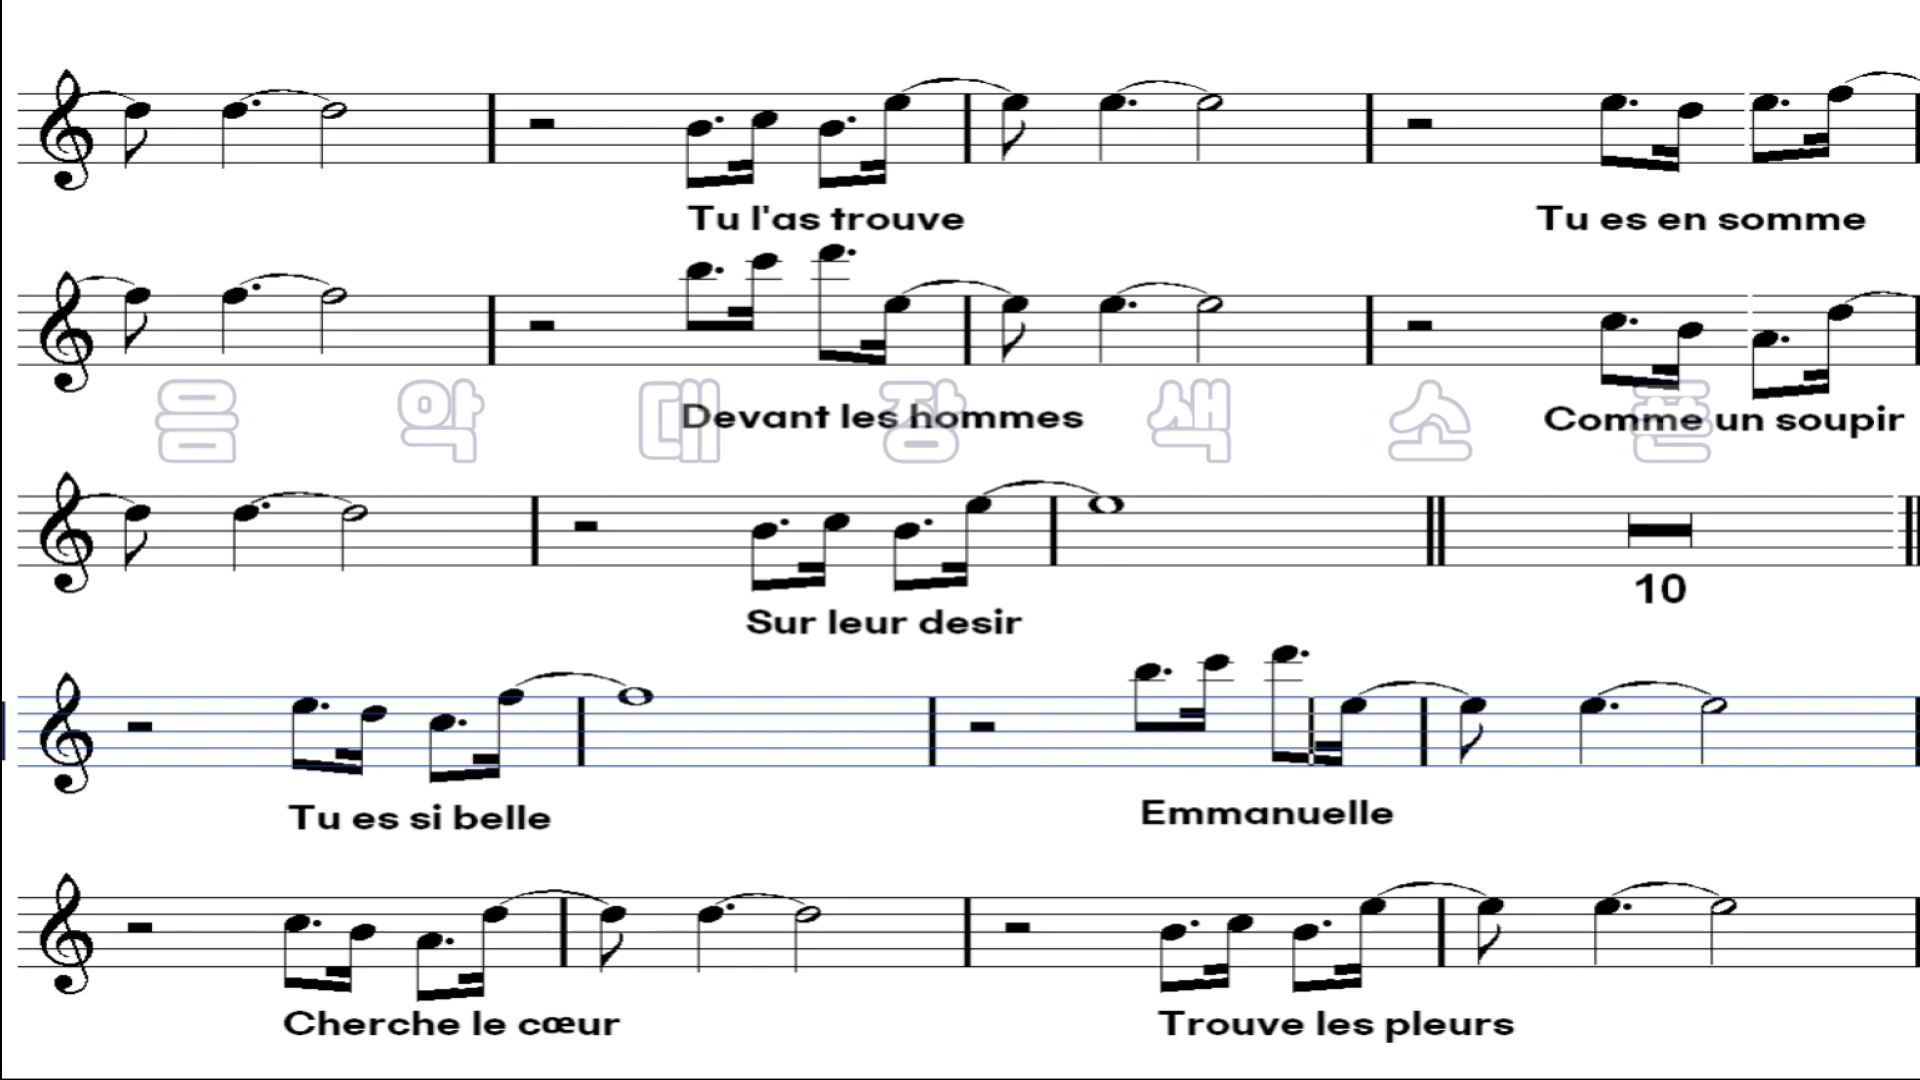 Tu l'as trouve
Tu es en somme
음 악 대 장 색 소 폰
Devant les hommes
Comme un soupir
10
Sur leur desir
Tu es si belle
Emmanuelle
Cherche le cœur
Trouve les pleurs